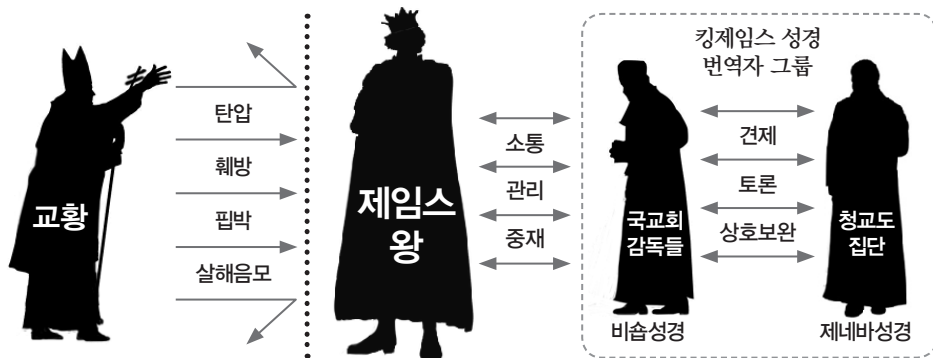 킹제임스 성경
번역자 그룹
탄압
훼방
핍박
살해음모
교황
제임스
왕
소통
관리
중재
국교회
감독들
견제
토론
상호보완
청교도
집단
비숍성경
제네바성경